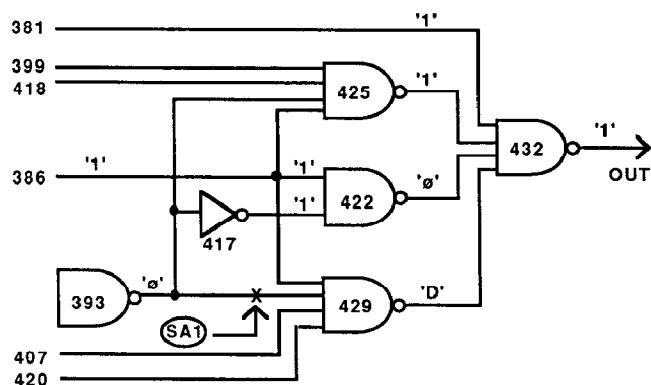 381 '1'
399 '1'
418 425
'1' '1' 432 OUT
386 '1' 422 'ø'
'1'
417
393 'ø' X 429 'D'
SA1
407
420